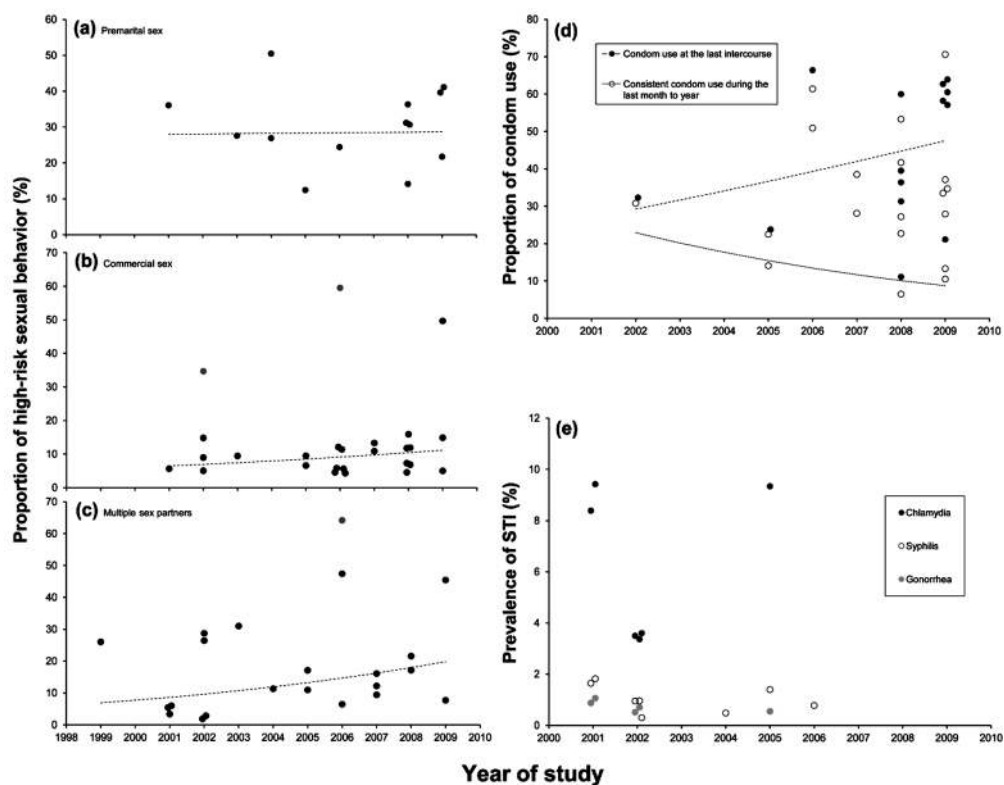 Proportion of high-risk sexual behavior (%)
(a) Premarital sex
60
50
40
30
20
10
0
(b) Commercial sex
70
60
50
40
30
20
10
0
(c) Multiple sex partners
70
60
50
40
30
20
10
0
1998 1999 2000 2001 2002 2003 2004 2005 2006 2007 2008 2009 2010
Proportion of condom use (%)
(d)
80
70
60
50
40
30
20
10
0
Condom use at the last intercourse
Consistent condom use during the
last month to year
2000 2001 2002 2003 2004 2005 2006 2007 2008 2009 2010
Prevalence of STI (%)
(e)
12
10
8
6
4
2
0
Chlamydia
Syphilis
Gonorrhea
2000 2001 2002 2003 2004 2005 2006 2007 2008 2009 2010
Year of study